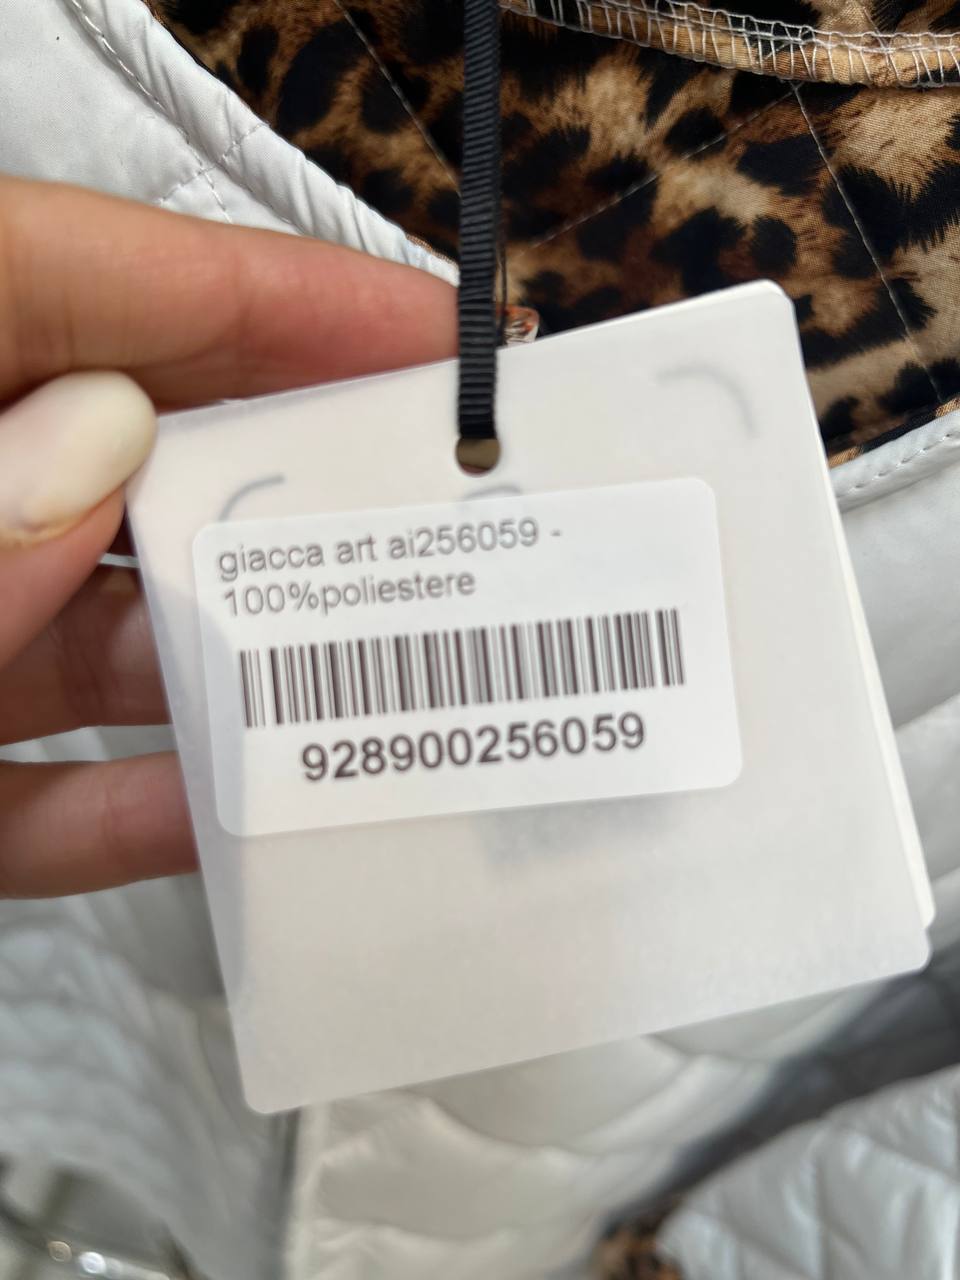 giacca art ai256059 -
100%poliestere
928900256059